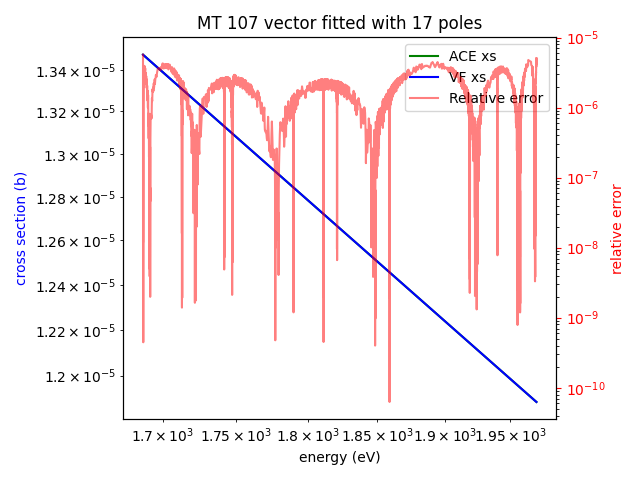 MT 107 vector fitted with 17 poles
ACE xs
VF xs
Relative error
cross section (b)
1.34 × 10⁻⁵
1.32 × 10⁻⁵
1.3 × 10⁻⁵
1.28 × 10⁻⁵
1.26 × 10⁻⁵
1.24 × 10⁻⁵
1.22 × 10⁻⁵
1.2 × 10⁻⁵
10⁻⁵
10⁻⁶
10⁻⁷
10⁻⁸
10⁻⁹
10⁻¹⁰
relative error
1.7 × 10³ 1.75 × 10³ 1.8 × 10³ 1.85 × 10³ 1.9 × 10³ 1.95 × 10³
energy (eV)